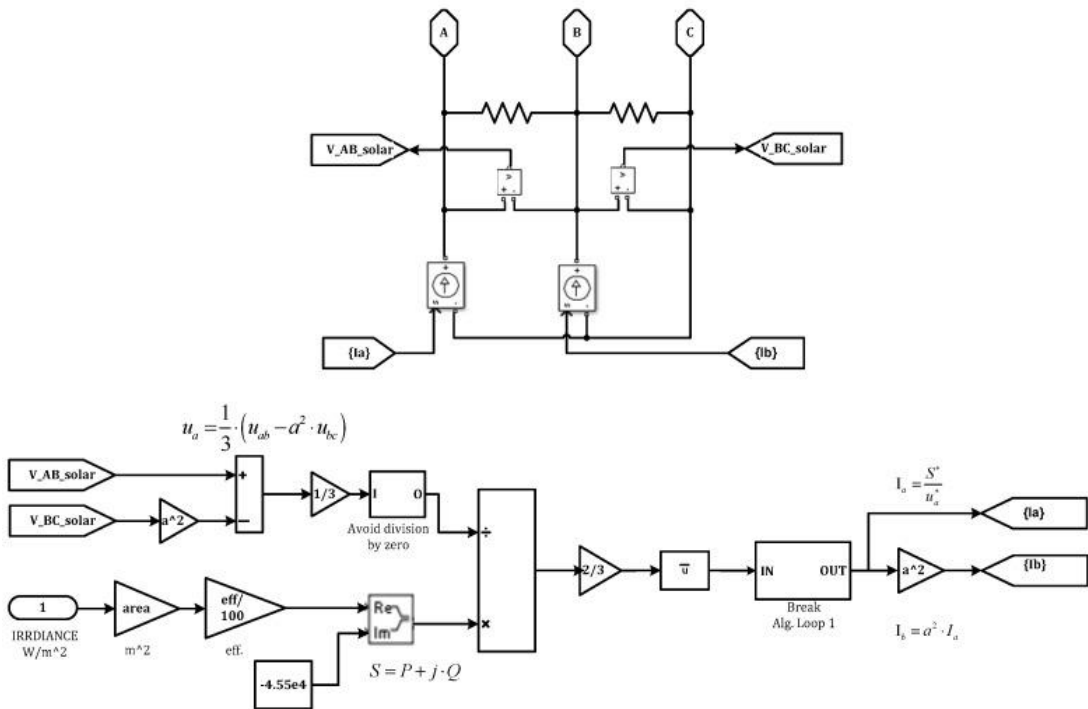 A
B
C
V_AB_solar
V_BC_solar
v
+ -
v
+ -
+
s -
+
s -
{Ia}
{Ib}
u_a = 1/3 · (u_ab − a² · u_bc)
V_AB_solar
+
V_BC_solar
a^2
−
1/3
I O
Avoid division
by zero
÷
×
2/3
u̅
IN OUT
Break
Alg. Loop 1
I_a = S* / u_a*
{Ia}
a^2
{Ib}
I_b = a² · I_a
1
IRRDIANCE
W/m^2
area
m^2
eff/
100
eff.
Re
Im
-4.55e4
S = P + j · Q